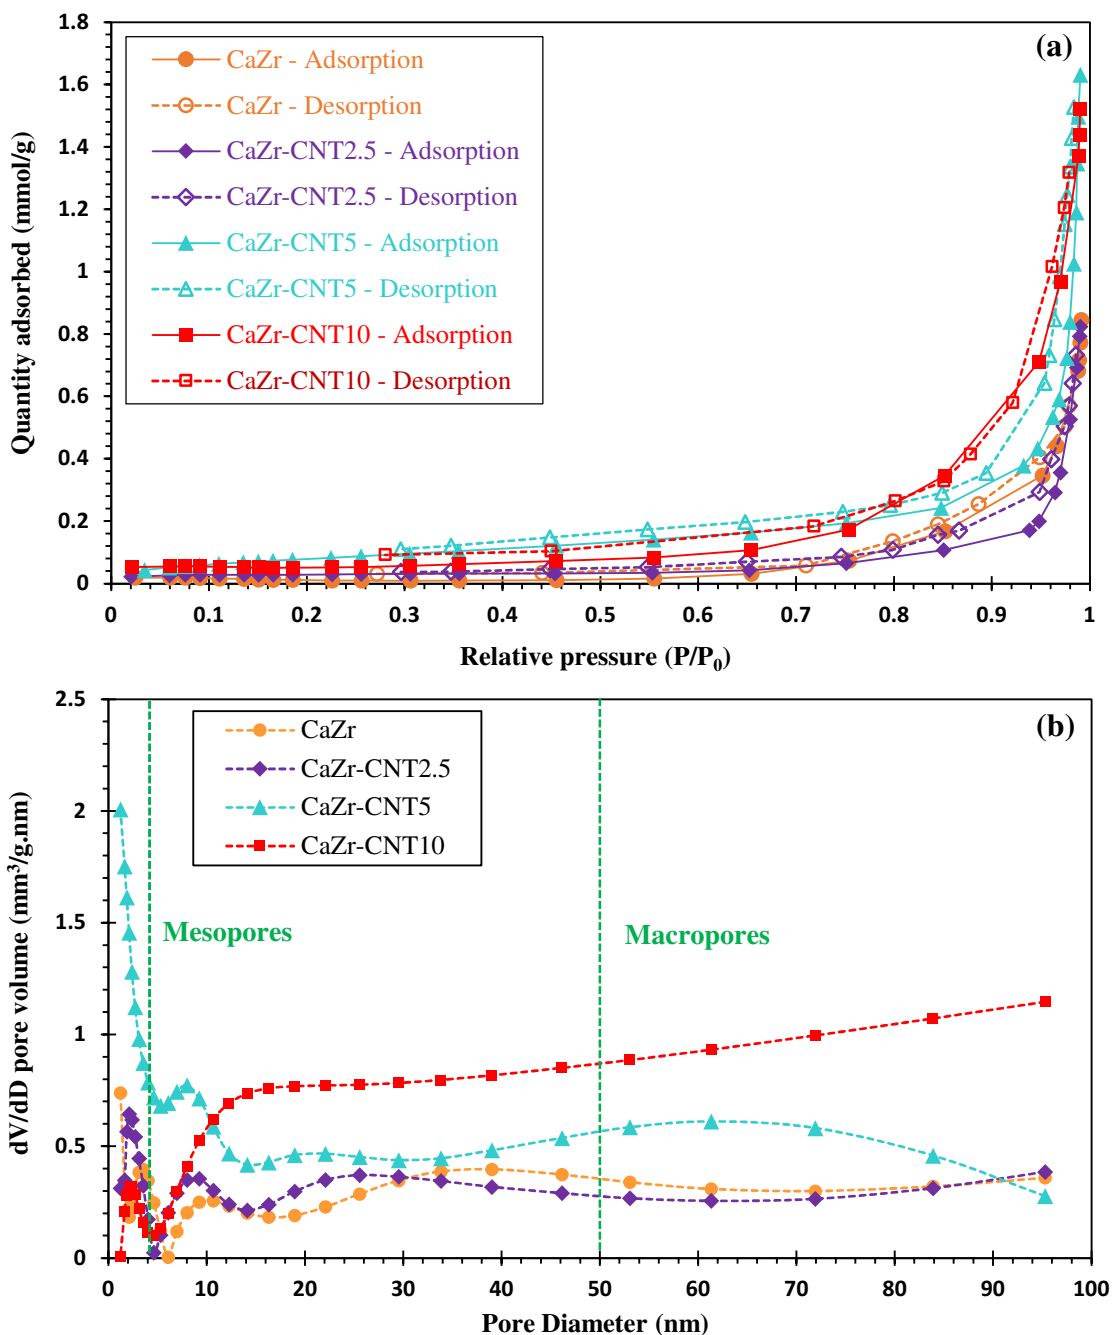 (a)
1.8
1.6
1.4
1.2
1
0.8
0.6
0.4
0.2
0
Quantity adsorbed (mmol/g)
CaZr - Adsorption
CaZr - Desorption
CaZr-CNT2.5 - Adsorption
CaZr-CNT2.5 - Desorption
CaZr-CNT5 - Adsorption
CaZr-CNT5 - Desorption
CaZr-CNT10 - Adsorption
CaZr-CNT10 - Desorption
0 0.1 0.2 0.3 0.4 0.5 0.6 0.7 0.8 0.9 1
Relative pressure (P/P₀)
(b)
2.5
2
1.5
1
0.5
0
dV/dD pore volume (mm³/g.nm)
CaZr
CaZr-CNT2.5
CaZr-CNT5
CaZr-CNT10
Mesopores
Macropores
0 10 20 30 40 50 60 70 80 90 100
Pore Diameter (nm)